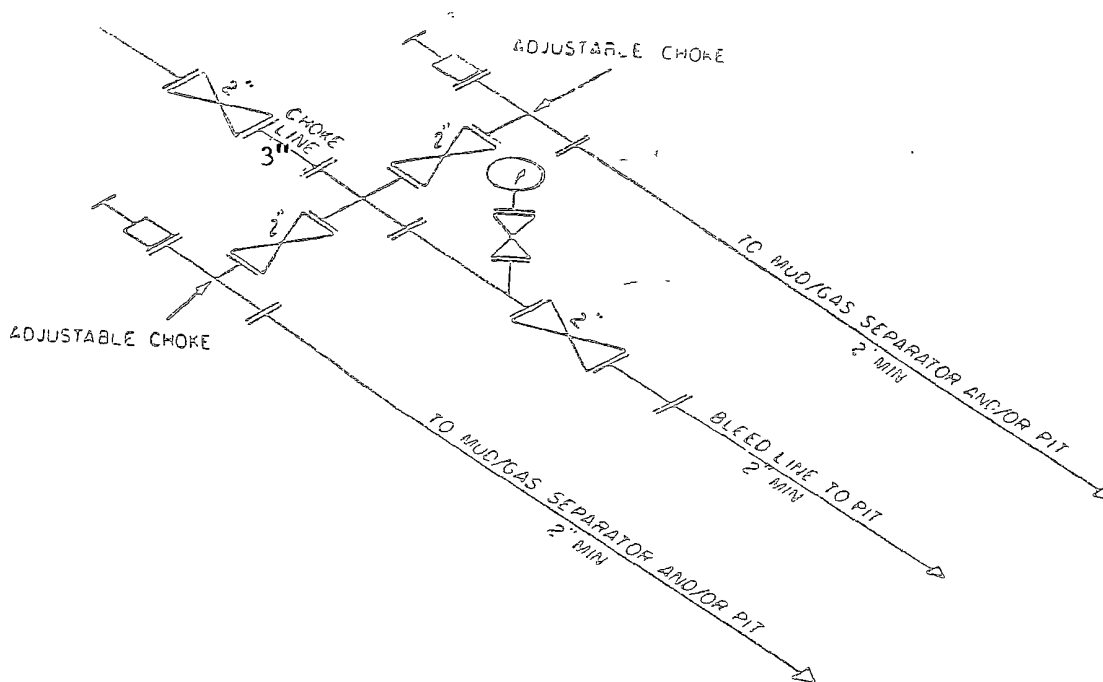 ADJUSTABLE CHOKE
2"
CHOKE
LINE
3"
2"
2"
2"
ADJUSTABLE CHOKE
TO MUD/GAS SEPARATOR AND/OR PIT
2" MIN
BLEED LINE TO PIT
2" MIN
TO MUD/GAS SEPARATOR AND/OR PIT
2" MIN